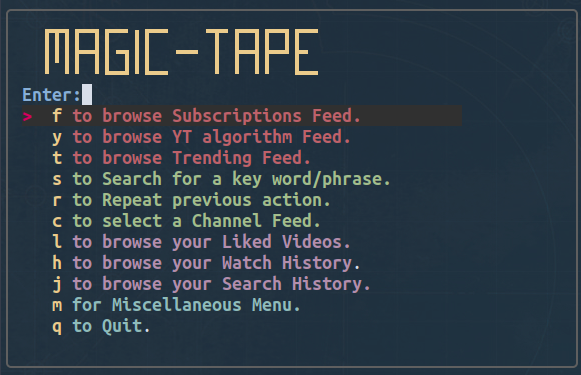 MAGIC-TAPE
Enter:
> f to browse Subscriptions Feed.
y to browse YT algorithm Feed.
t to browse Trending Feed.
s to Search for a key word/phrase.
r to Repeat previous action.
c to select a Channel Feed.
l to browse your Liked Videos.
h to browse your Watch History.
j to browse your Search History.
m for Miscellaneous Menu.
q to Quit.